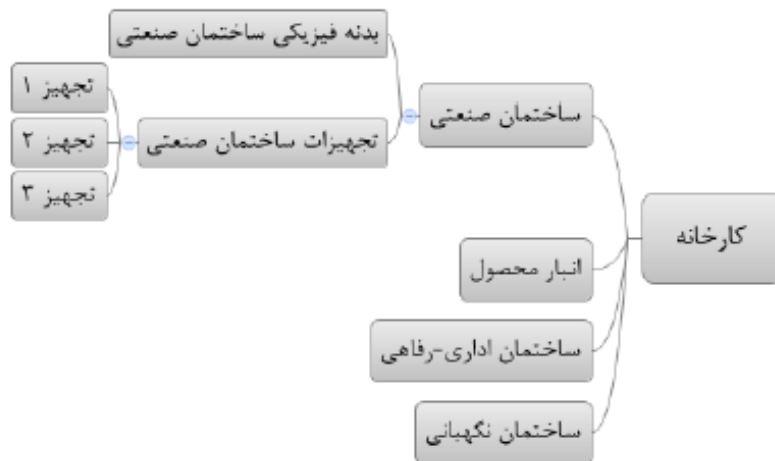 کارخانه
ساختمان صنعتی
بدنه فیزیکی ساختمان صنعتی
تجهیزات ساختمان صنعتی
تجهیز ۱
تجهیز ۲
تجهیز ۳
انبار محصول
ساختمان اداری-رفاهی
ساختمان نگهبانی